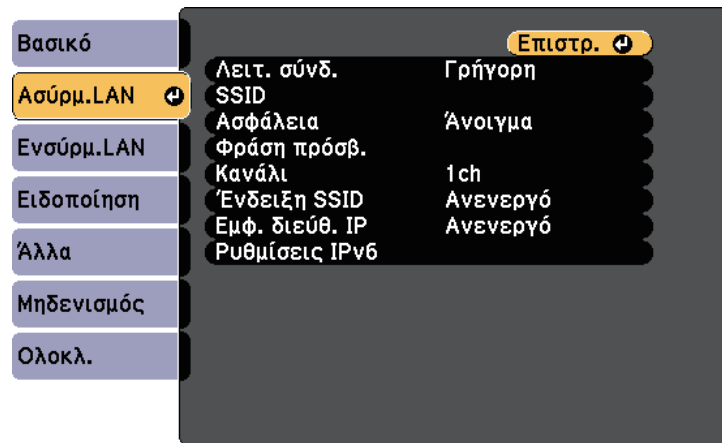 Βασικό
Ασύρμ.LAN
Ενσύρμ.LAN
Ειδοποίηση
Άλλα
Μηδενισμός
Ολοκλ.
Επιστρ.
Λειτ. σύνδ. Γρήγορη
SSID
Ασφάλεια Άνοιγμα
Φράση πρόσβ.
Κανάλι 1ch
Ένδειξη SSID Ανενεργό
Εμφ. διεύθ. IP Ανενεργό
Ρυθμίσεις IPv6